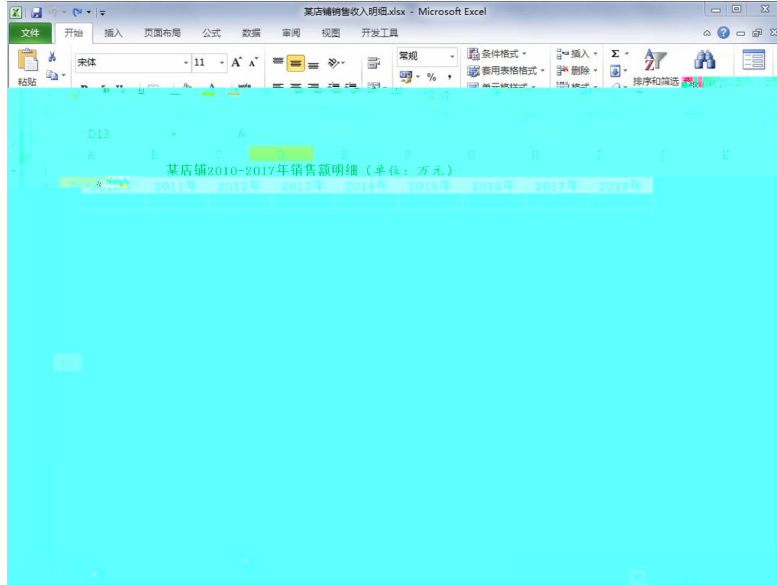 某店铺销售收入明细.xlsx - Microsoft Excel
文件 开始 插入 页面布局 公式 数据 审阅 视图 开发工具
宋体 11 A A 常规 条件格式 插入 Σ
粘贴 % , 套用表格格式 删除 排序和筛选
D13
A B C D E G H I
某店铺2010-2017年销售额明细（单位：万元）
2011年 2012年 2013年 2014年 2015年 2016年 2017年 2018年